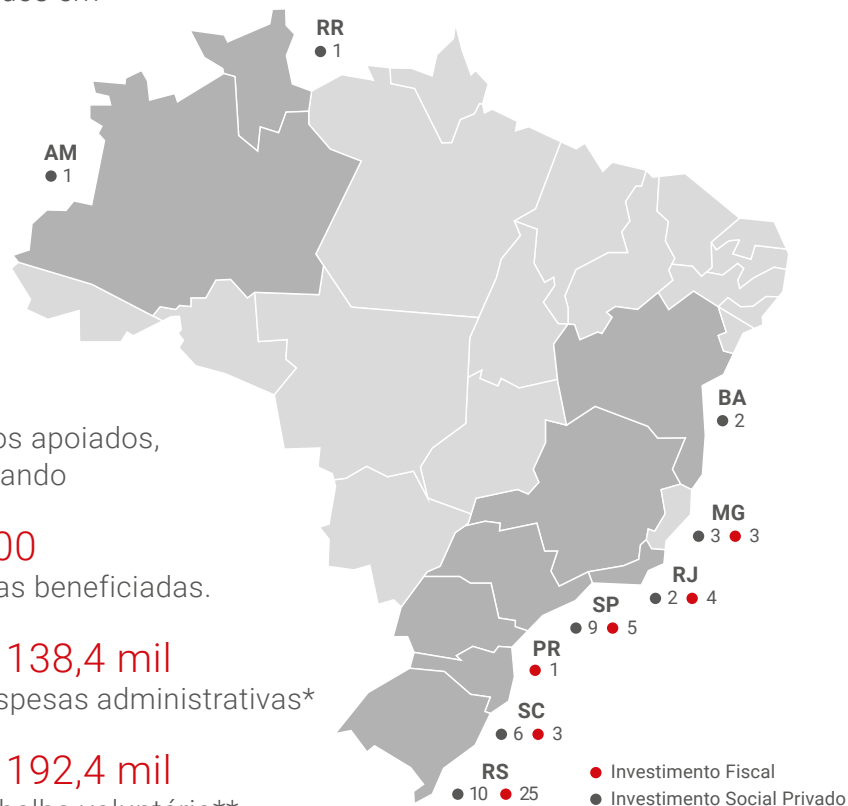 RR
1
AM
1
os apoiados,
ando
00
as beneficiadas.
138,4 mil
spesas administrativas*
192,4 mil
BA
2
MG
3 3
RJ
2 4
SP
9 5
PR
1
SC
6 3
RS
10 25
Investimento Fiscal
Investimento Social Privado